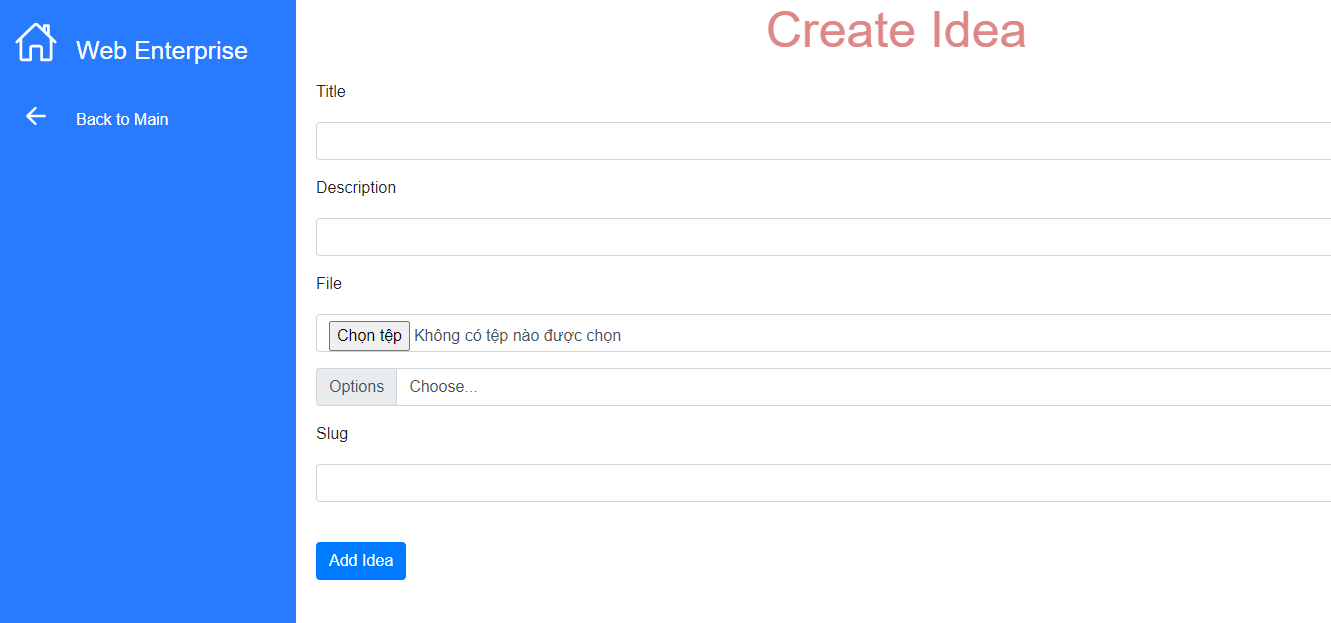 Web Enterprise
Back to Main
Create Idea
Title
Description
File
Chọn tệp Không có tệp nào được chọn
Options Choose...
Slug
Add Idea